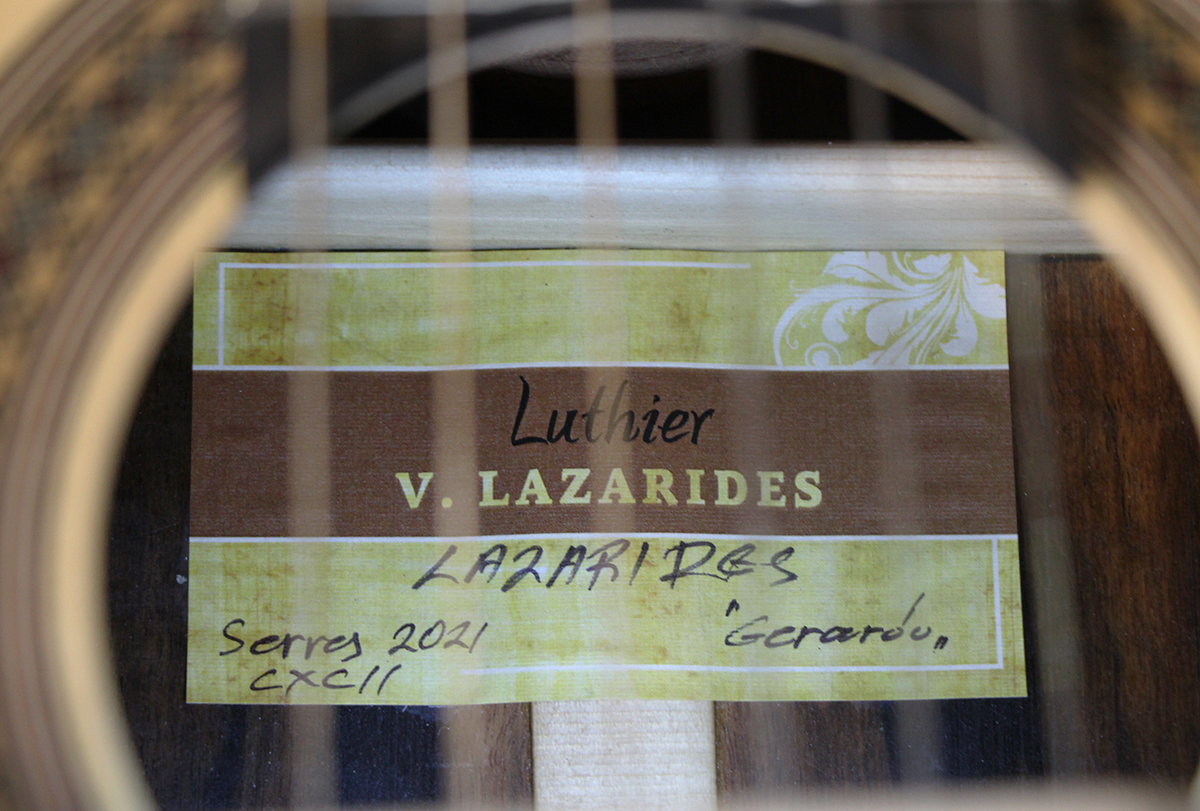 Luthier
V. LAZARIDES
LAZARIDES
Serres 2021 "Gerardo„
CXCII